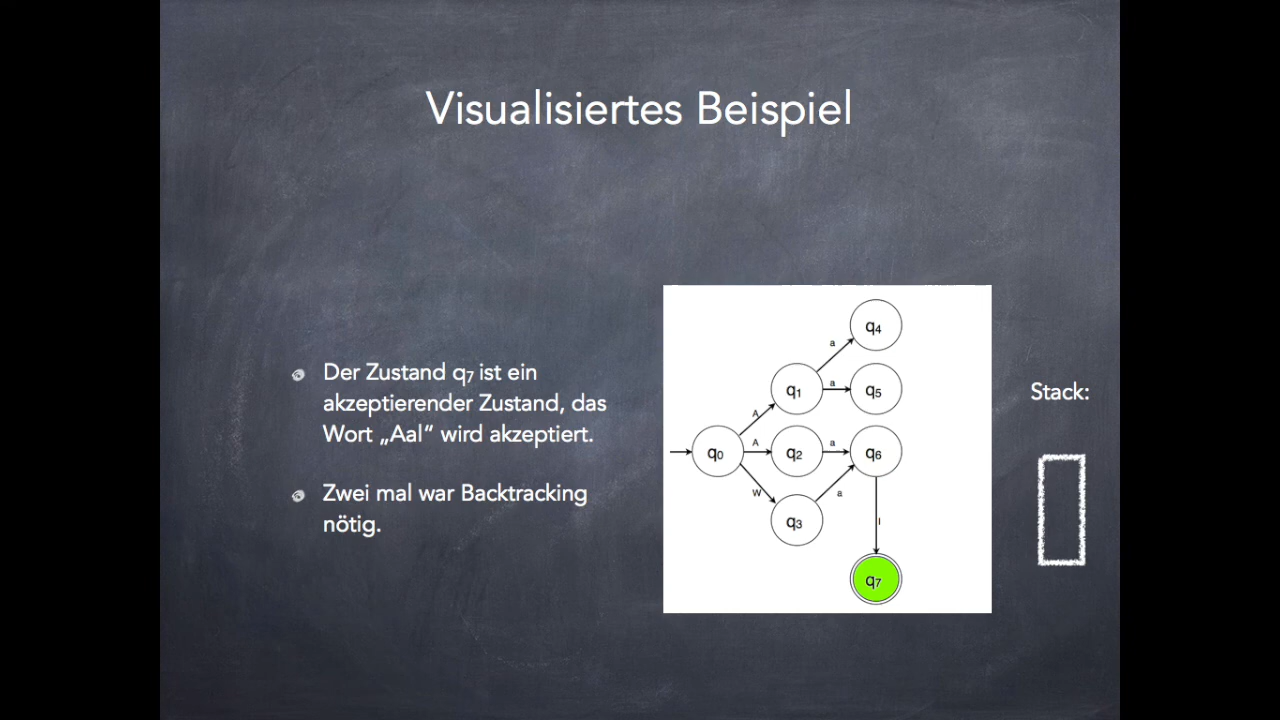 Visualisiertes Beispiel
Der Zustand q7 ist ein
akzeptierender Zustand, das
Wort „Aal“ wird akzeptiert.
Zwei mal war Backtracking
nötig.
q4
a
q1
a
q5
A
q0
A
q2
a
q6
W
a
q3
l
q7
Stack: